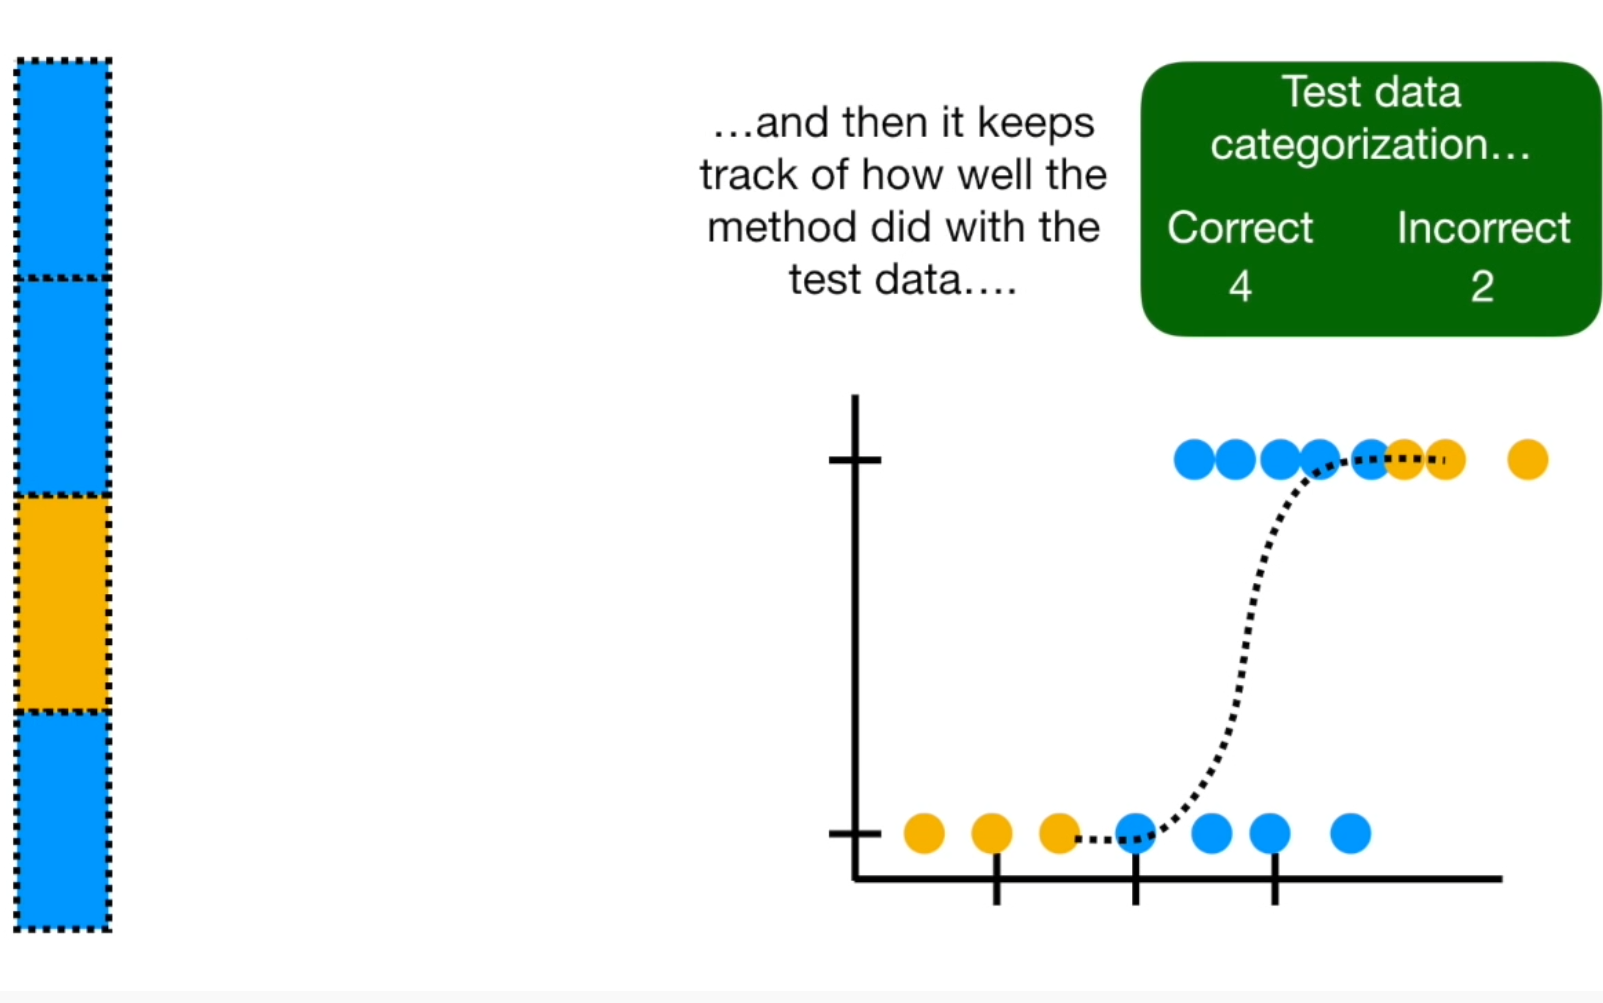 …and then it keeps
track of how well the
method did with the
test data….
Test data
categorization…
Correct Incorrect
4 2